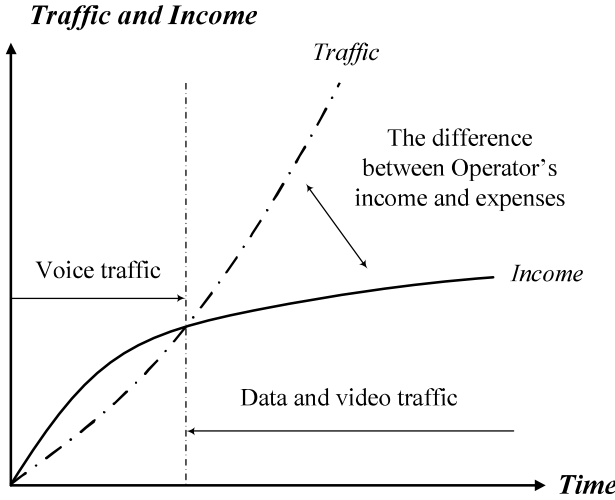 Traffic and Income
Traffic
The difference
between Operator's
income and expenses
Voice traffic
Income
Data and video traffic
Time